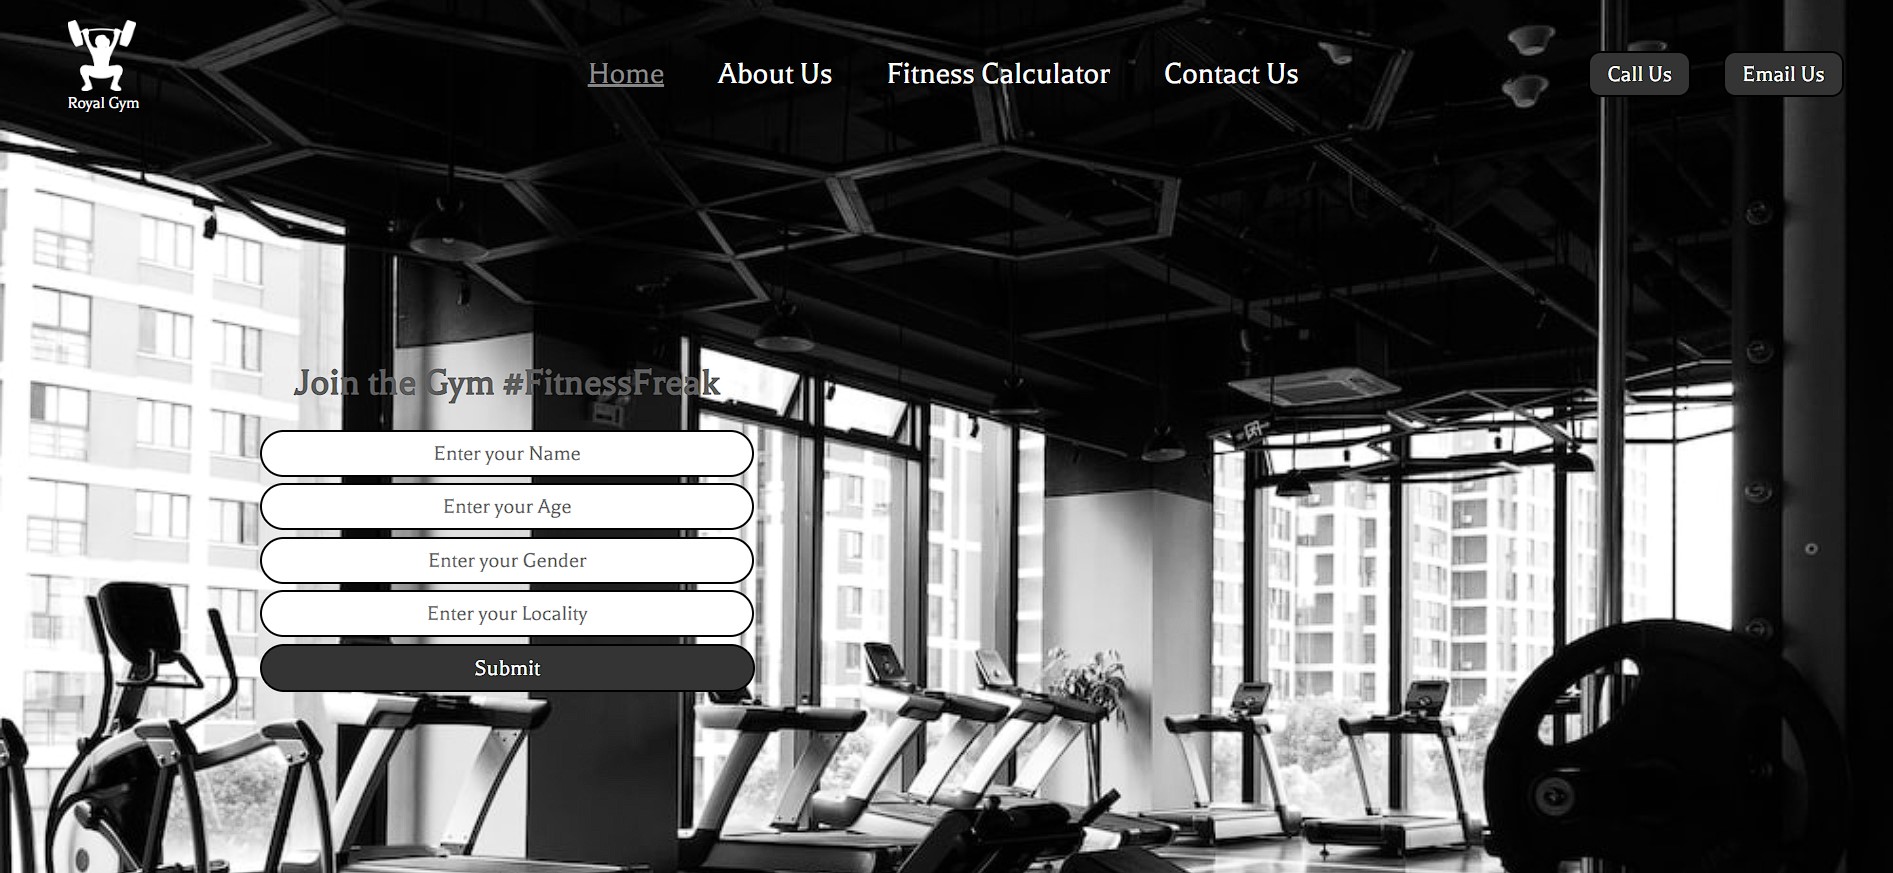 Royal Gym
Home
About Us
Fitness Calculator
Contact Us
Call Us
Email Us
Join the Gym #FitnessFreak
Enter your Name
Enter your Age
Enter your Gender
Enter your Locality
Submit